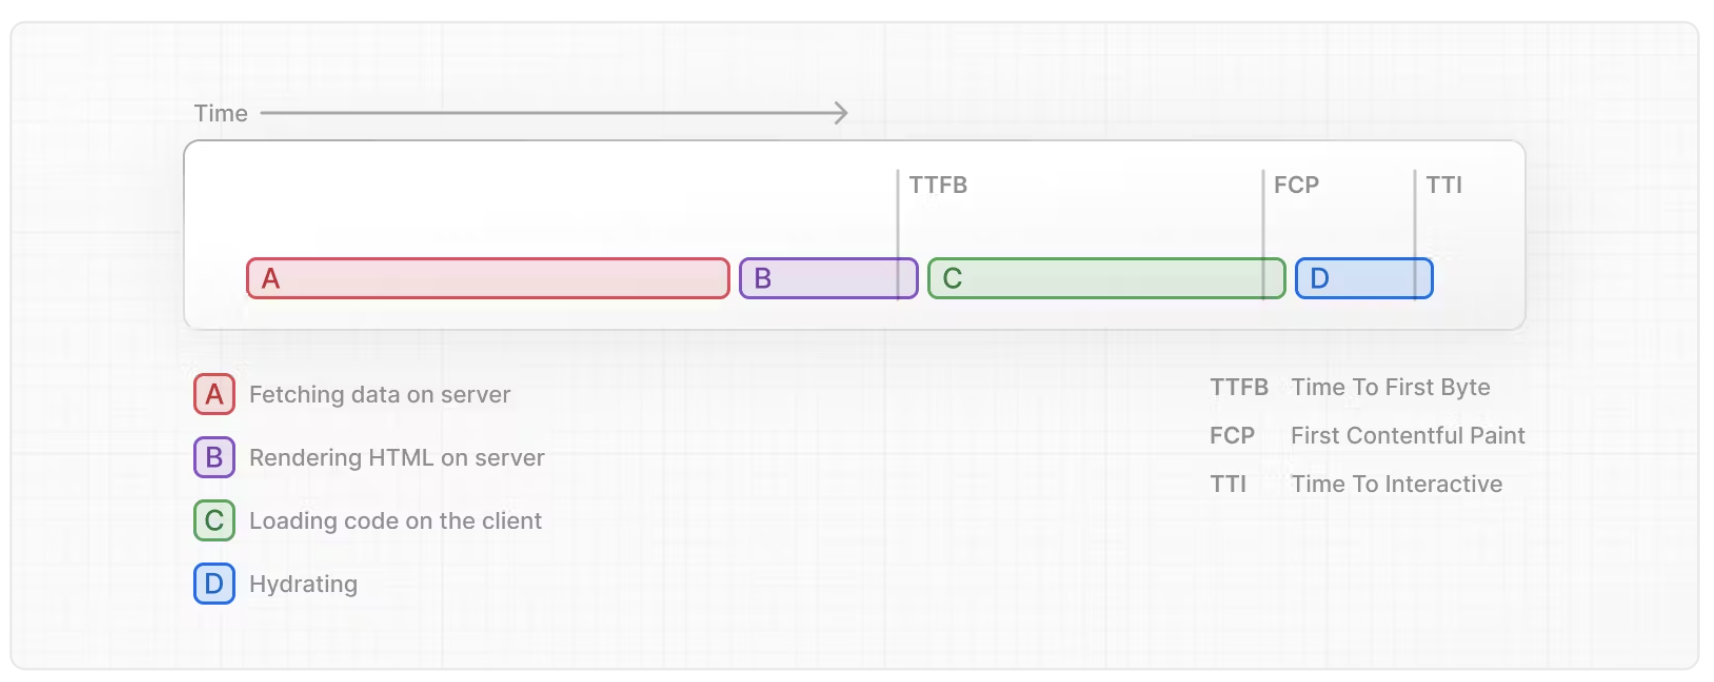 Time
TTFB
FCP
TTI
A
B
C
D
A Fetching data on server
B Rendering HTML on server
C Loading code on the client
D Hydrating
TTFB Time To First Byte
FCP First Contentful Paint
TTI Time To Interactive